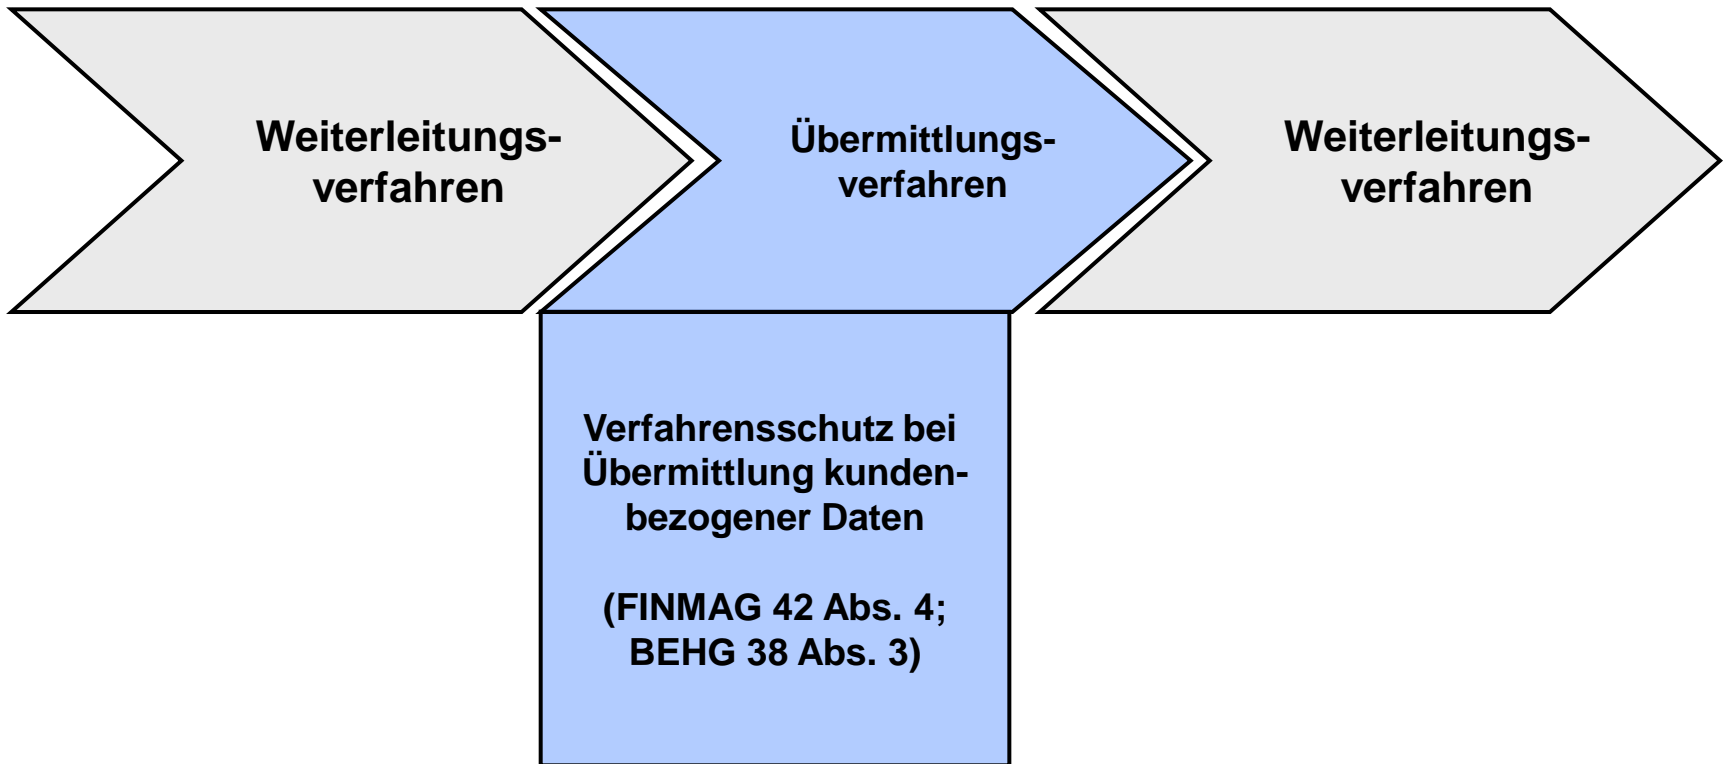 Weiterleitungs-
verfahren
Übermittlungs-
verfahren
Weiterleitungs-
verfahren
Verfahrensschutz bei
Übermittlung kunden-
bezogener Daten
(FINMAG 42 Abs. 4;
BEHG 38 Abs. 3)